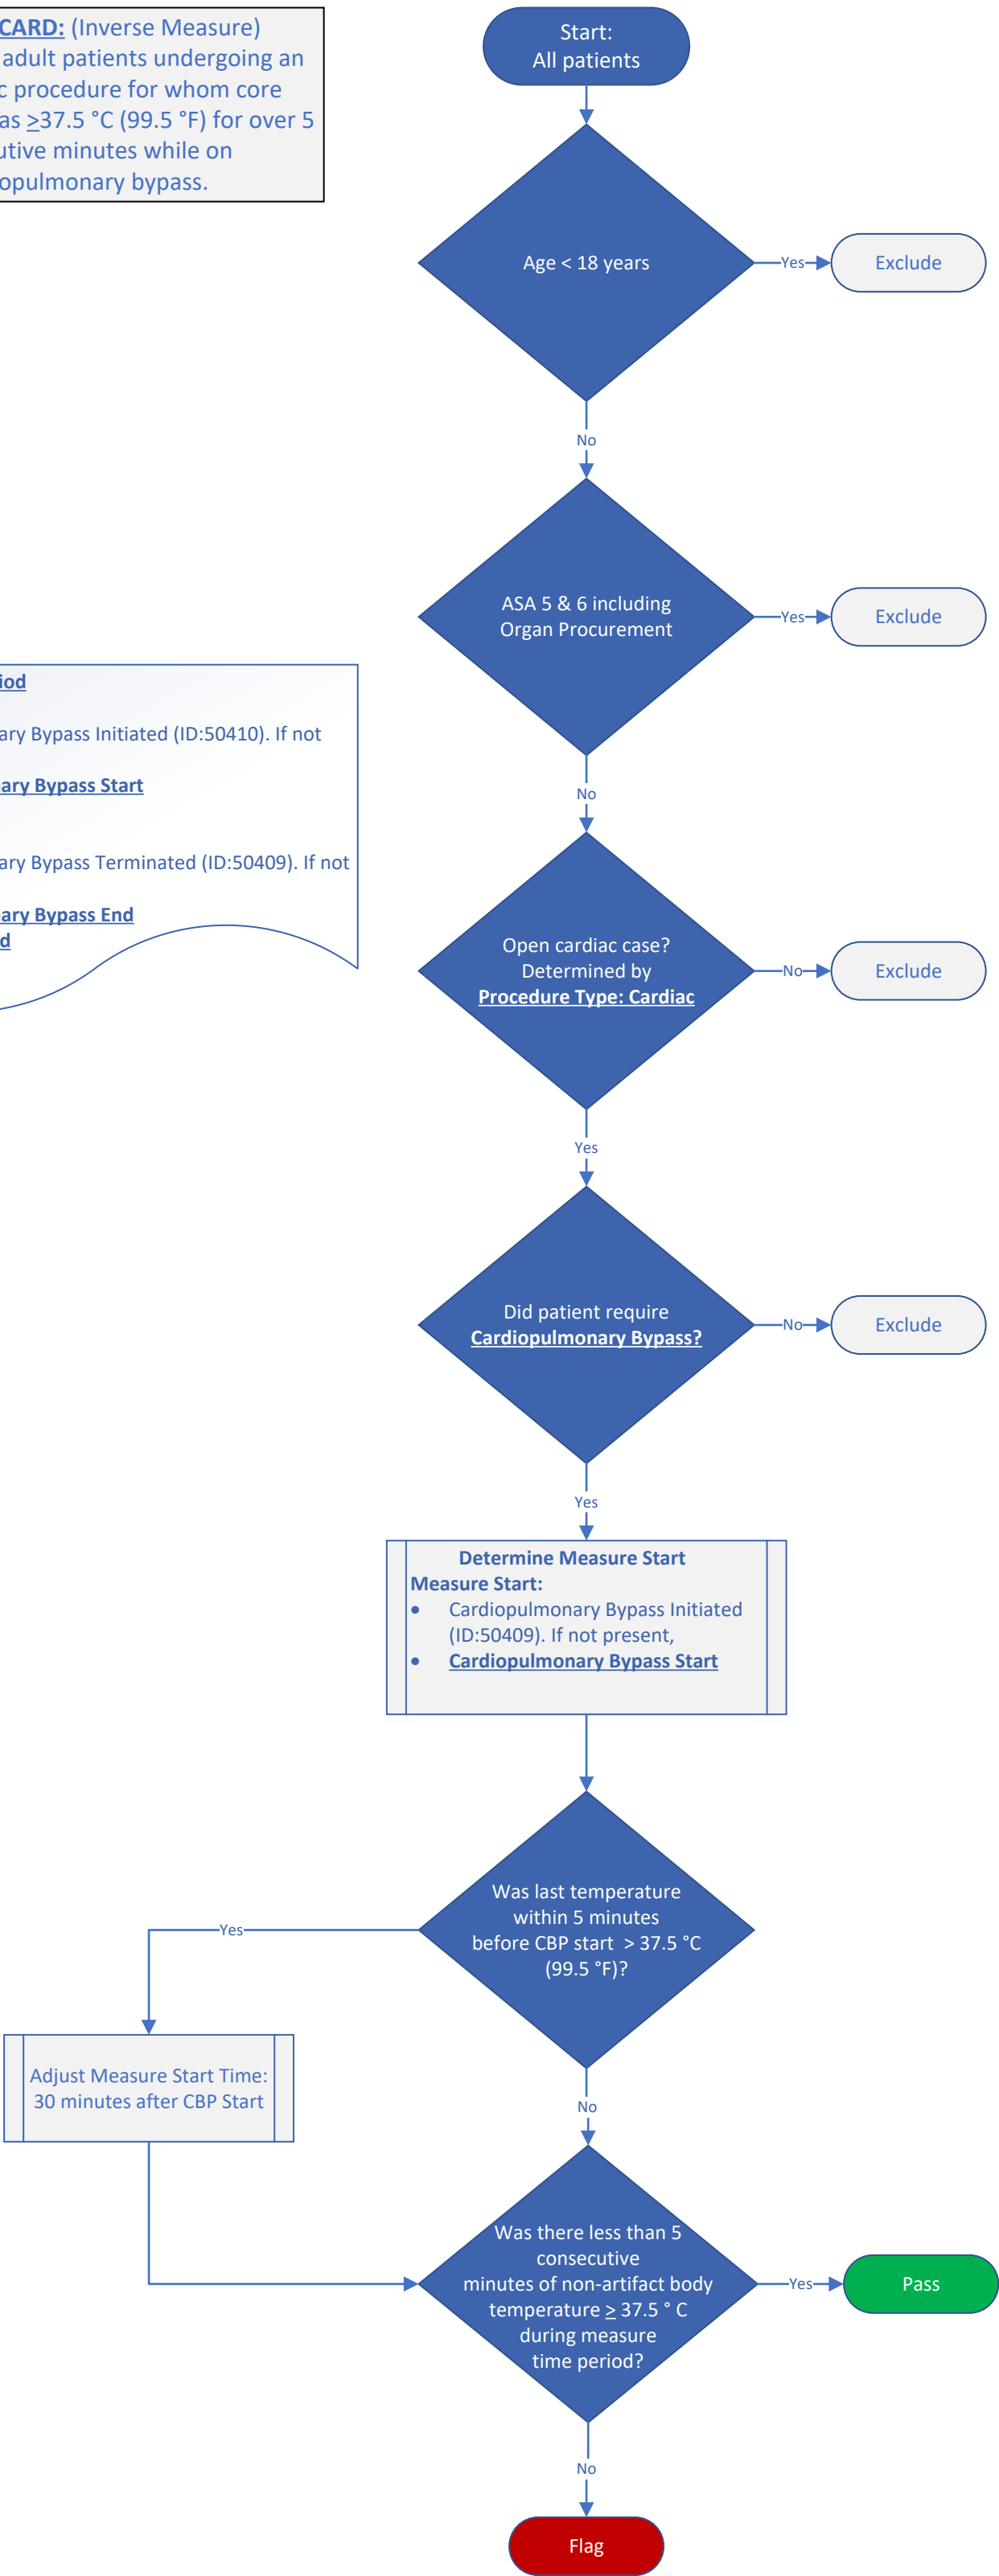 CARD: (Inverse Measure)
adult patients undergoing an
procedure for whom core
as ≥37.5 °C (99.5 °F) for over 5
minutes while on
bypass.
Start:
All patients
Age < 18 years
Yes
Exclude
No
ASA 5 & 6 including
Organ Procurement
Yes
Exclude
No
Bypass Initiated (ID:50410). If not
Bypass Start
Bypass Terminated (ID:50409). If not
Bypass End
Open cardiac case?
Determined by
Procedure Type: Cardiac
No
Exclude
Yes
Did patient require
Cardiopulmonary Bypass?
No
Exclude
Yes
Determine Measure Start
Measure Start:
• Cardiopulmonary Bypass Initiated
(ID:50409). If not present,
• Cardiopulmonary Bypass Start
Was last temperature
within 5 minutes
before CBP start > 37.5 °C
(99.5 °F)?
Yes
Adjust Measure Start Time:
30 minutes after CBP Start
No
Was there less than 5
consecutive
minutes of non-artifact body
temperature ≥ 37.5 ° C
during measure
time period?
Yes
Pass
No
Flag